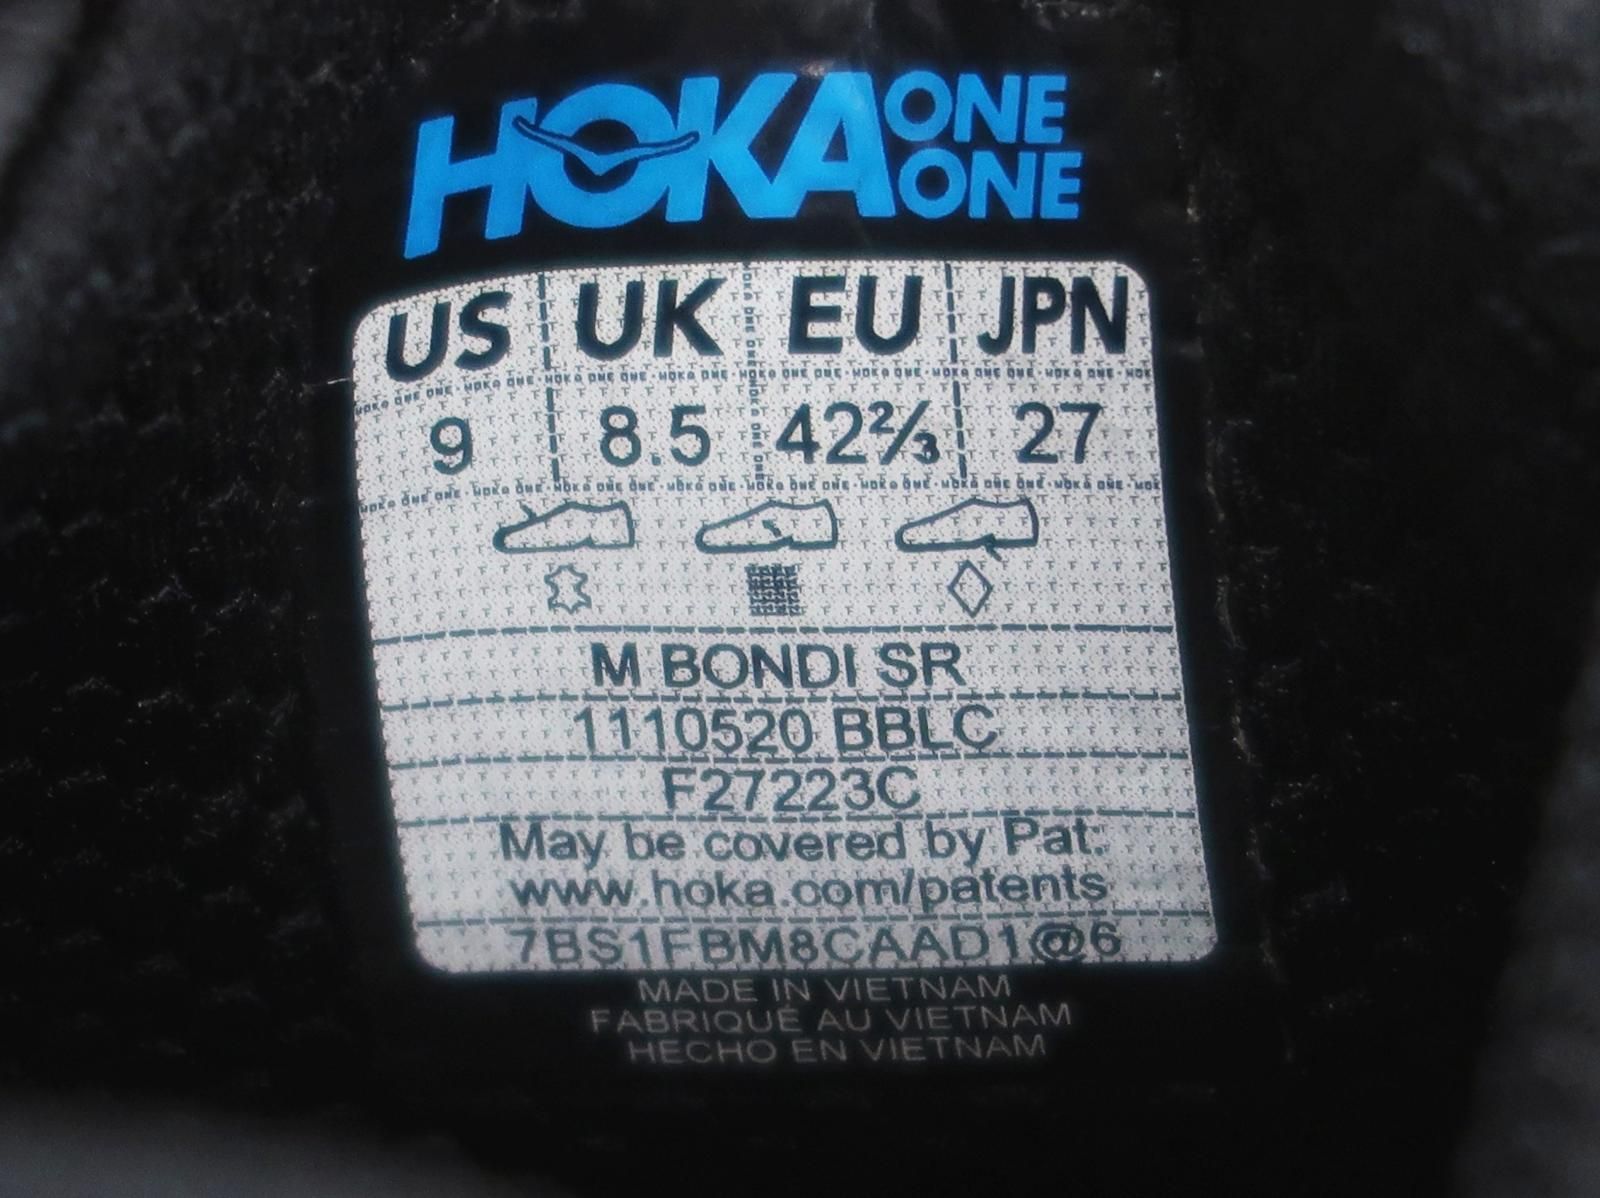 HOKA ONE ONE
US UK EU JPN
9 8.5 42⅔ 27
M BONDI SR
1110520 BBLC
F27223C
May be covered by Pat:
www.hoka.com/patents
7BS1FBM8CAAD1@6
MADE IN VIETNAM
FABRIQUÉ AU VIETNAM
HECHO EN VIETNAM